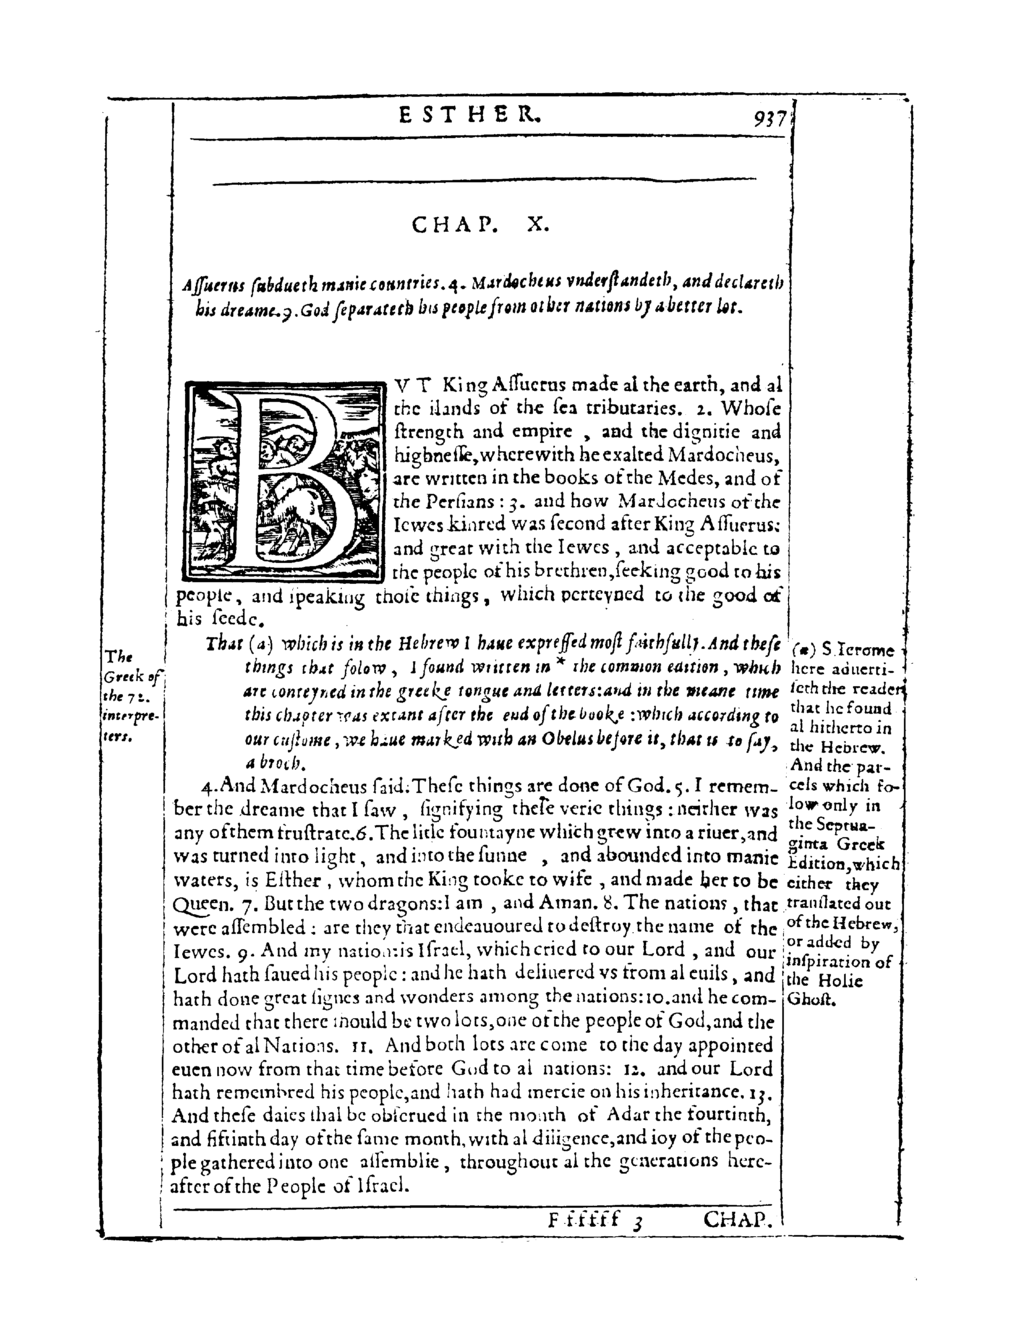 ESTHER.
937
CHAP. X.
Aſſuerus ſubdueth manie countries. 4. Mardocheus vnderſtandeth, and declareth
his dreame. 9. God ſeparateth his people from other nations by a better lot.
BVT King Aſſuerus made al the earth, and al
the ilands of the ſea tributaries. 2. Whoſe
ſtrength and empire , and the dignitie and
highneſſe, wherewith he exalted Mardocheus,
are written in the books of the Medes, and of
the Perſians : 3. and how Mardocheus of the
Iewes kinred was ſecond after King Aſſuerus:
and great with the Iewes , and acceptable to
the people of his brethren, ſeeking good to his
people, and ſpeaking thoſe things, which perteyned to the good of
his ſeede.
That (a) which is in the Hebrew I haue expreſſed moſt faithfully. And theſe
things that folow, I found written in * the common edition, which
are conteyned in the greeke tongue and letters: and in the meane time
this chapter was extant after the end of the booke : which according to
our cuſtome, we haue marked with an Obelus before it, that is to ſay,
a broch.
4. And Mardocheus ſaid: Theſe things are done of God. 5. I remem-
ber the dreame that I ſaw , ſignifying theſe verie things : neither was
any of them fruſtrate. 6. The litle fountayne which grew into a riuer, and
was turned into light, and into the ſunne , and abounded into manie
waters, is Eſther , whom the King tooke to wife , and made her to be
Queen. 7. But the two dragons: I am , and Aman. 8. The nations, that
were aſſembled : are they that endeauoured to deſtroy the name of the
Iewes. 9. And my nation: is Iſrael, which cried to our Lord , and our
Lord hath ſaued his people : and he hath deliuered vs from al euils, and
hath done great ſignes and wonders among the nations: 10. and he com-
manded that there ſhould be two lots, one of the people of God, and the
other of al Nations. 11. And both lots are come to the day appointed
euen now from that time before God to al nations: 12. and our Lord
hath remembred his people, and hath had mercie on his inheritance. 13.
And theſe daies ſhal be obſerued in the month of Adar the fourtinth,
and fiftinth day of the ſame month, with al diligence, and ioy of the peo-
ple gathered into one aſſemblie, throughout al the generations here-
after of the People of Iſrael.
F fffff 3 CHAP.
The
Greek of
the 72.
interpre-
ters.
(a) S. Ierome
here aduerti-
ſeth the reader
that he found
al hitherto in
the Hebrew.
And the par-
cels which fo-
low only in
the Septua-
ginta Greek
Edition, which
either they
tranſlated out
of the Hebrew,
or added by
inſpiration of
the Holie
Ghoſt.